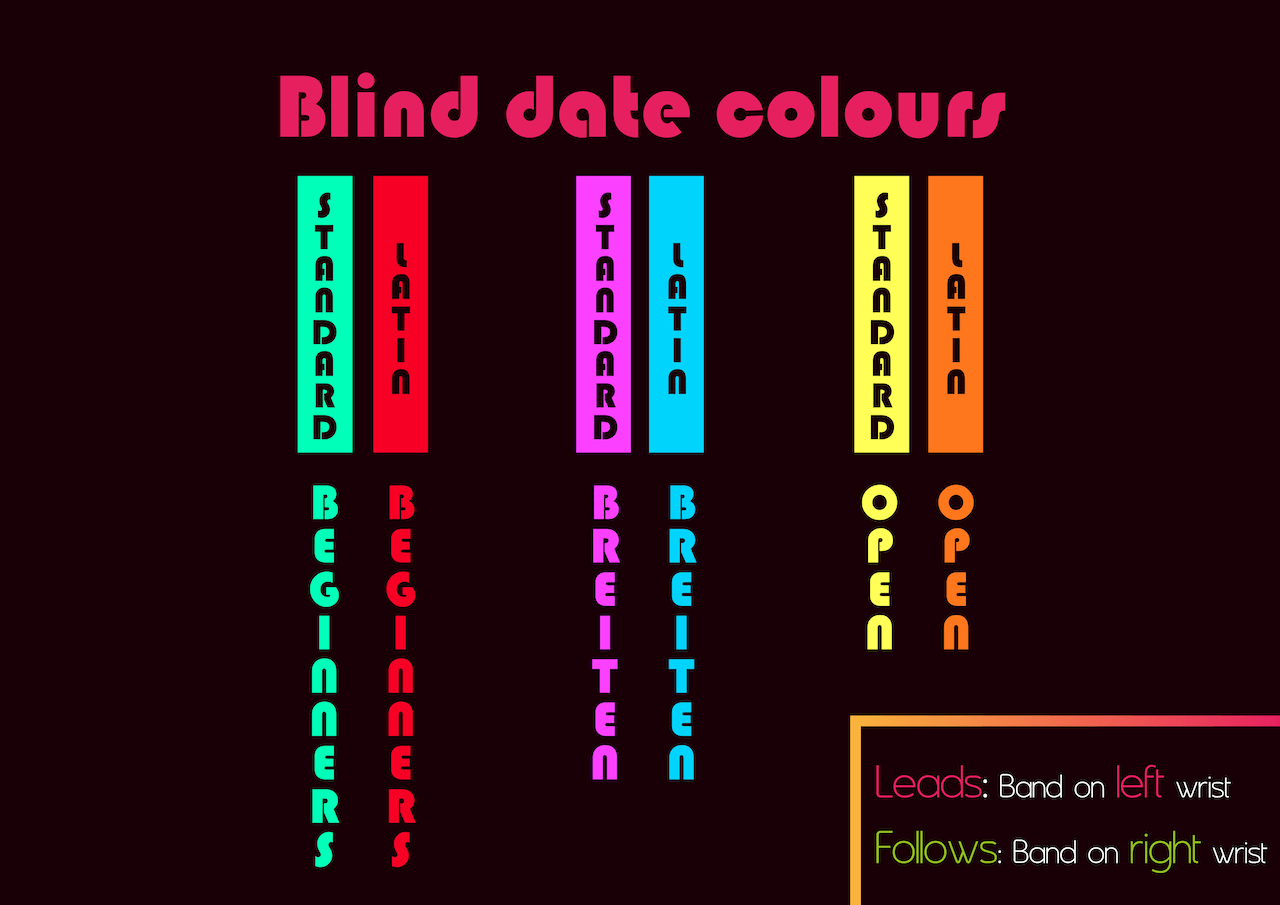 Blind date colours
STANDARD
LATIN
STANDARD
LATIN
STANDARD
LATIN
BEGINNERS
BEGINNERS
BREITEN
BREITEN
OPEN
OPEN
Leads: Band on left wrist
Follows: Band on right wrist